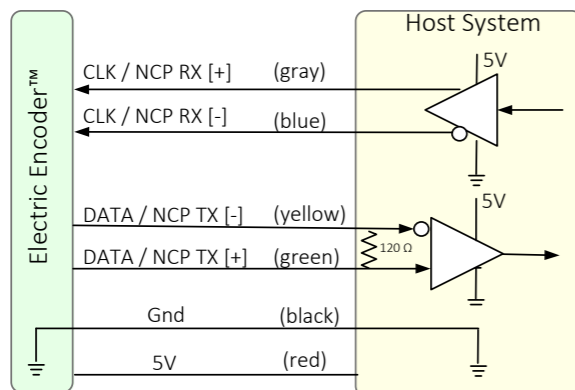 Host System
5V
CLK / NCP RX [+] (gray)
CLK / NCP RX [-] (blue)
Electric Encoder™
5V
DATA / NCP TX [-] (yellow)
120 Ω
DATA / NCP TX [+] (green)
Gnd (black)
5V (red)